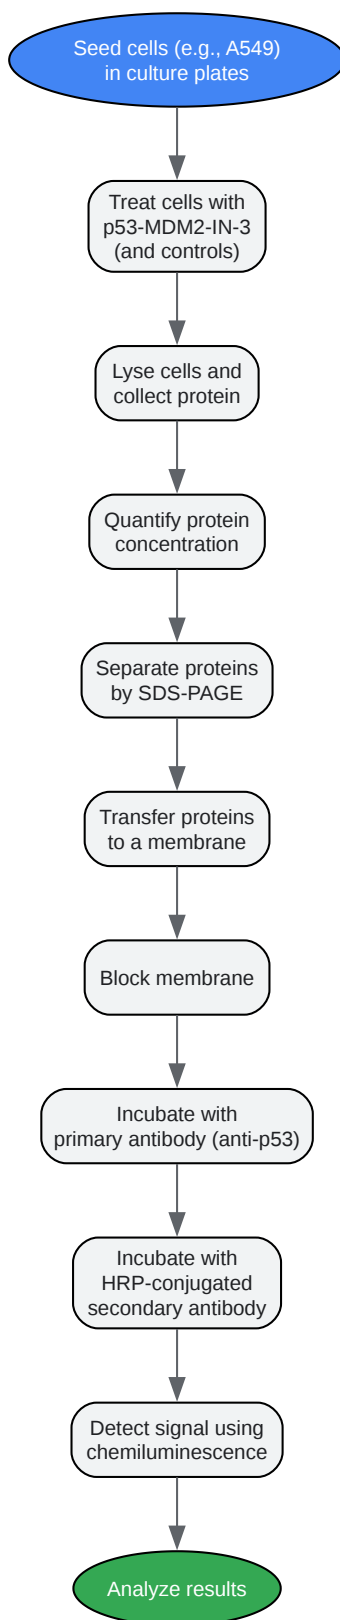 Seed cells (e.g., A549)
in culture plates
Treat cells with
p53-MDM2-IN-3
(and controls)
Lyse cells and
collect protein
Quantify protein
concentration
Separate proteins
by SDS-PAGE
Transfer proteins
to a membrane
Block membrane
Incubate with
primary antibody (anti-p53)
Incubate with
HRP-conjugated
secondary antibody
Detect signal using
chemiluminescence
Analyze results